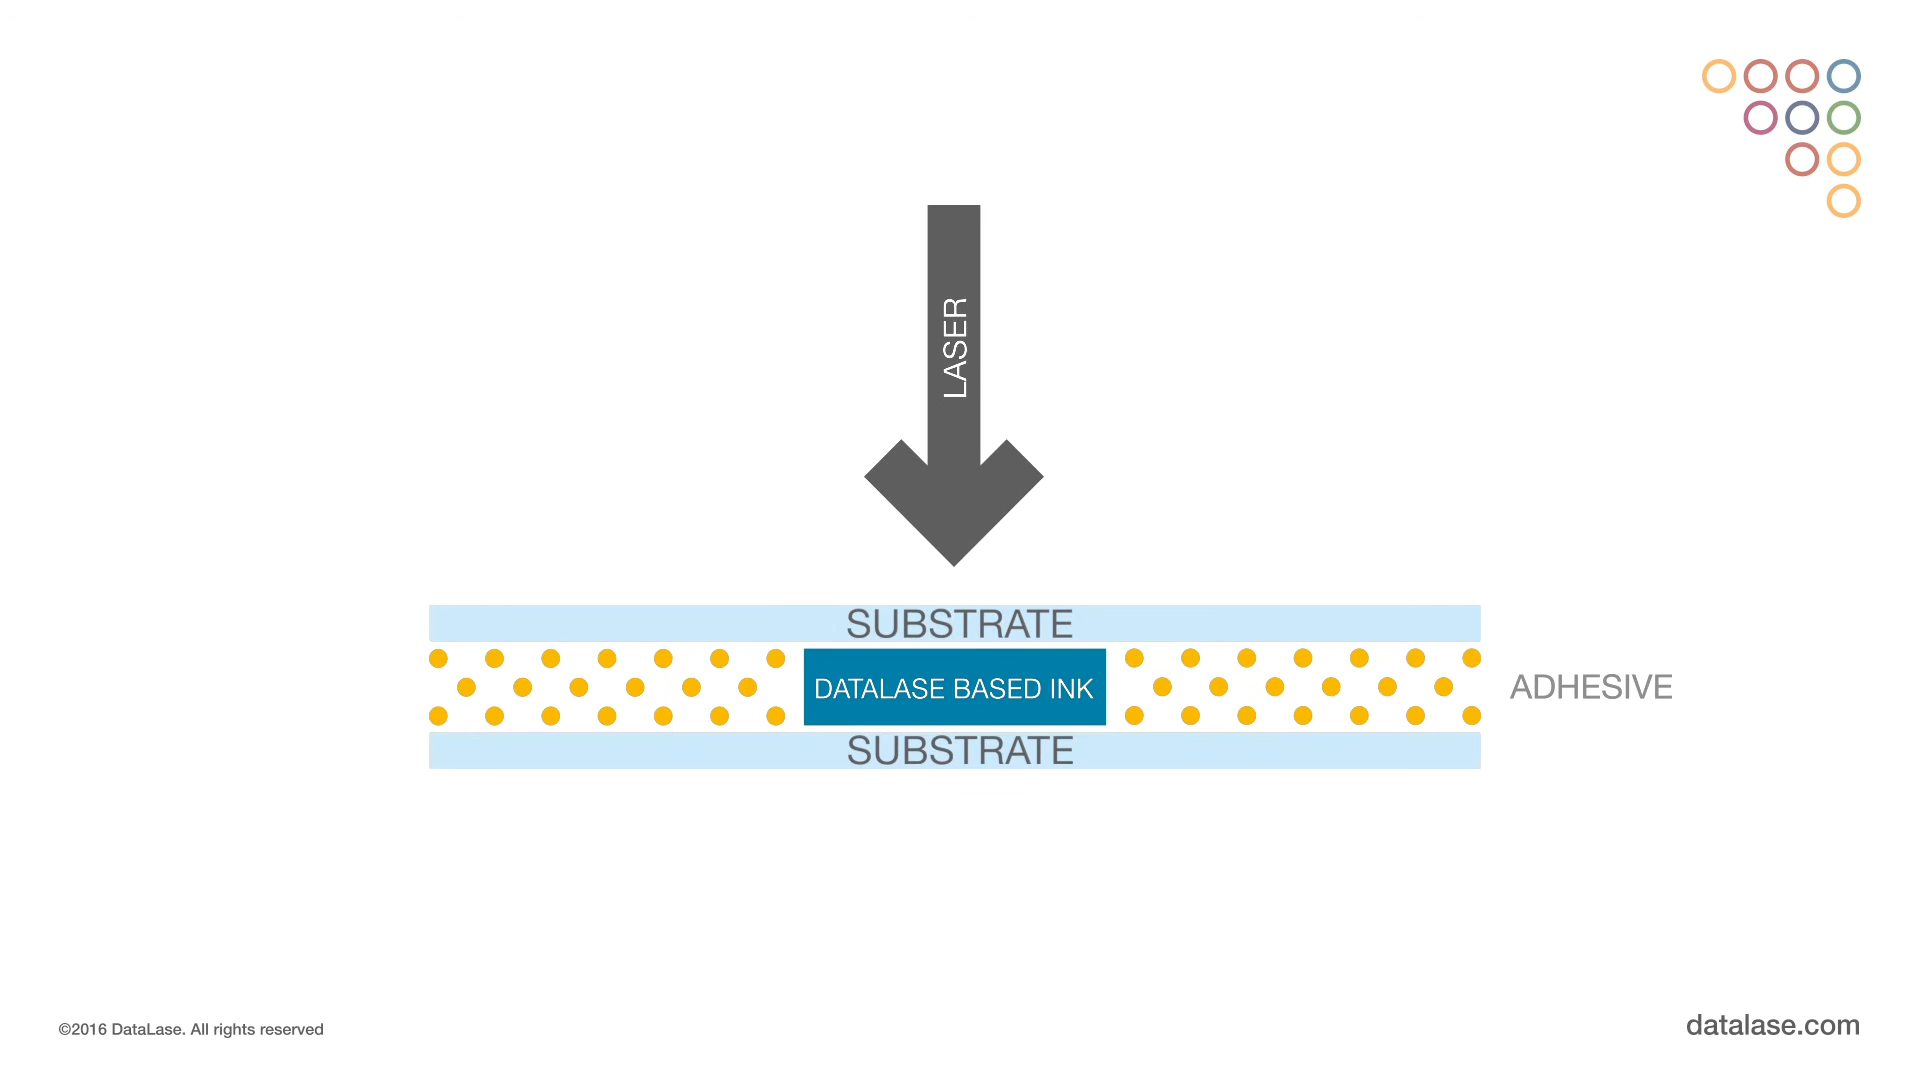 LASER
SUBSTRATE
DATALASE BASED INK
ADHESIVE
SUBSTRATE
©2016 DataLase. All rights reserved
datalase.com